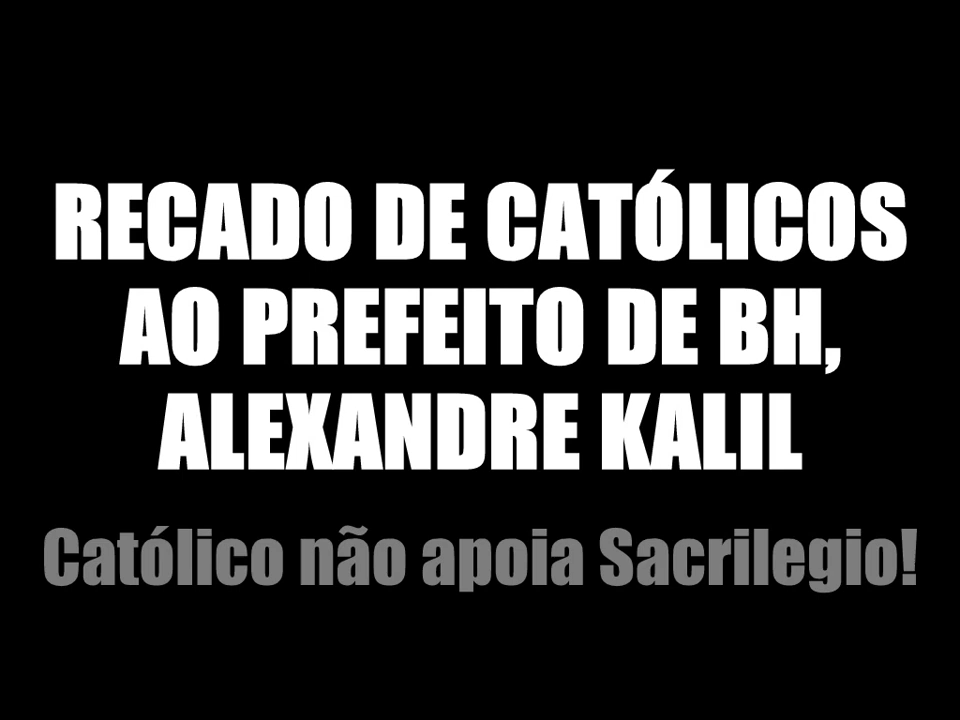 RECADO DE CATÓLICOS
AO PREFEITO DE BH,
ALEXANDRE KALIL
Católico não apoia Sacrilegio!